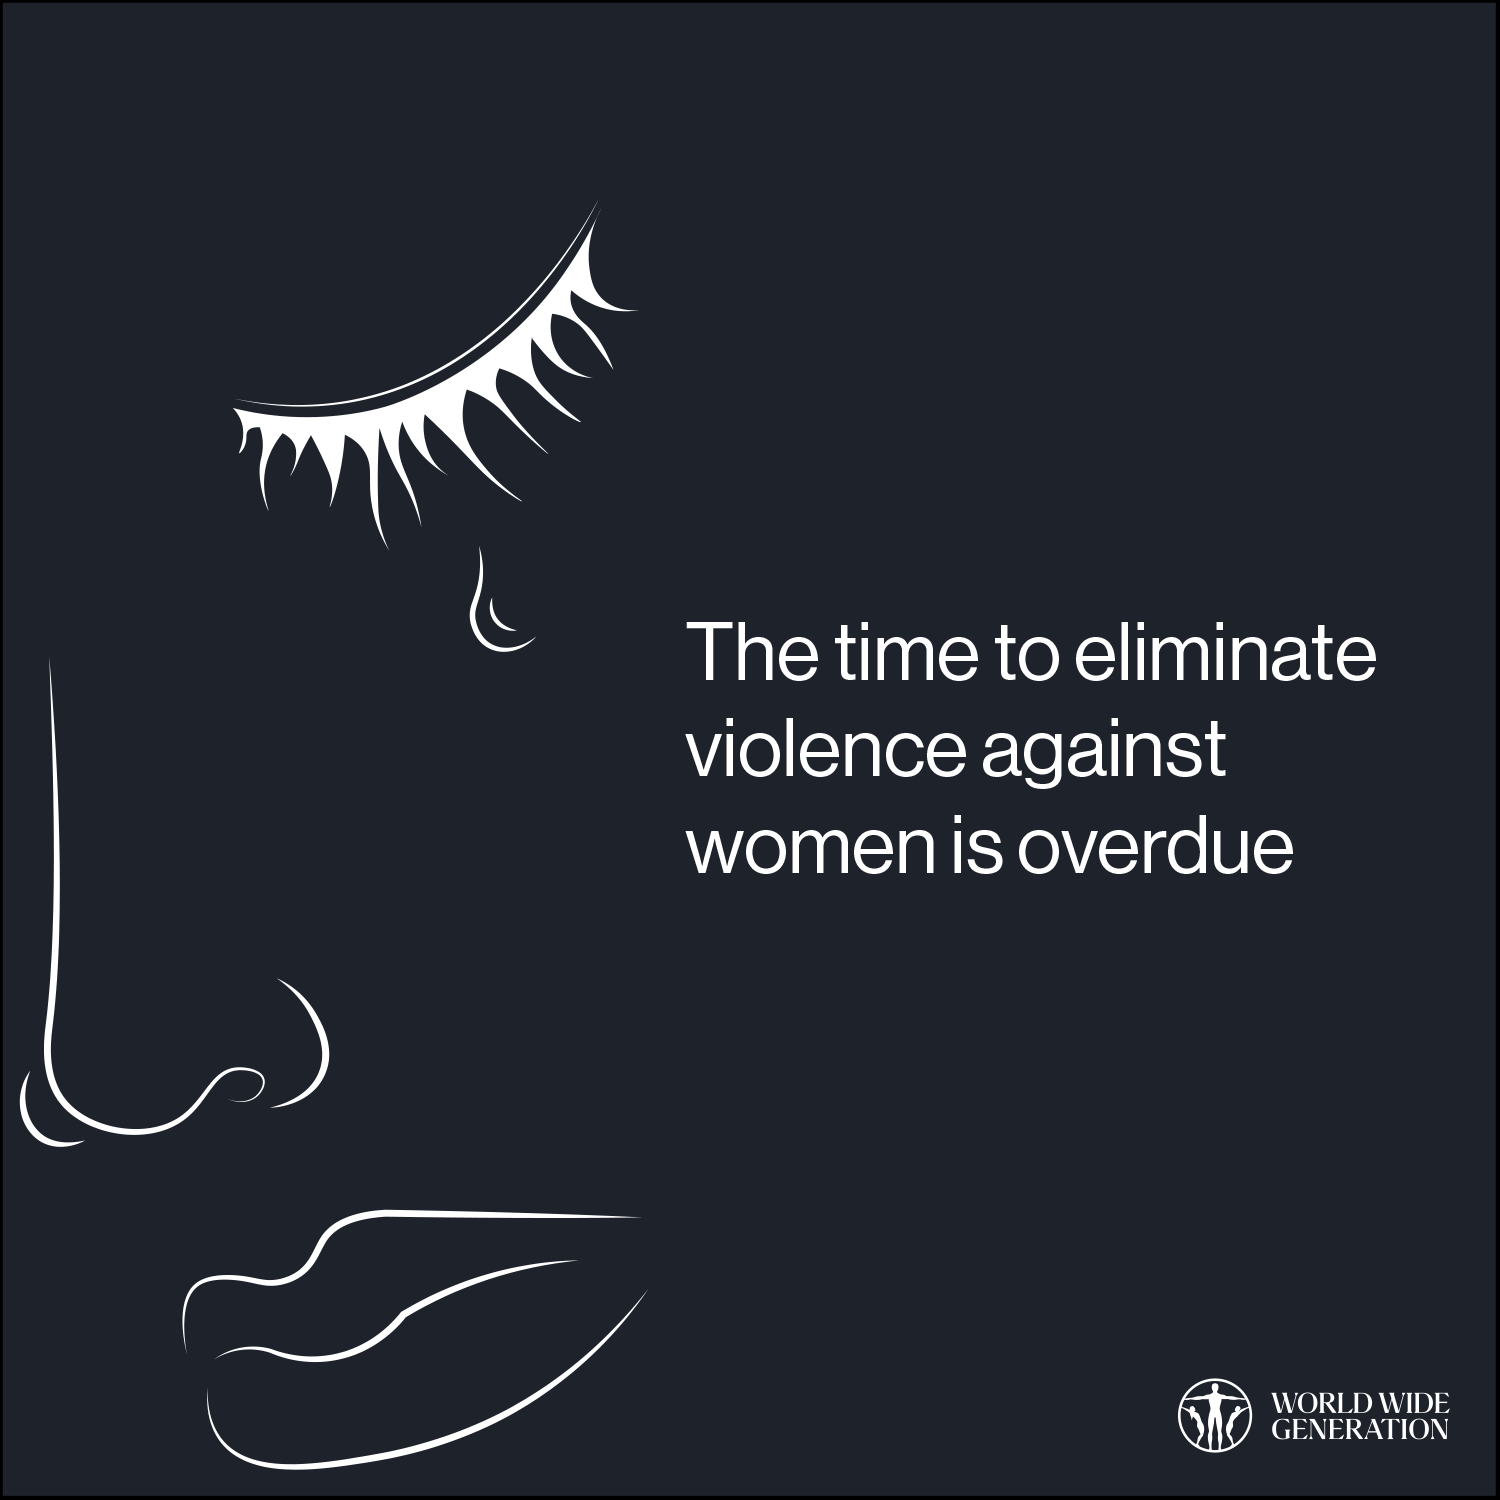 The time to eliminate
violence against
women is overdue
WORLD WIDE
GENERATION